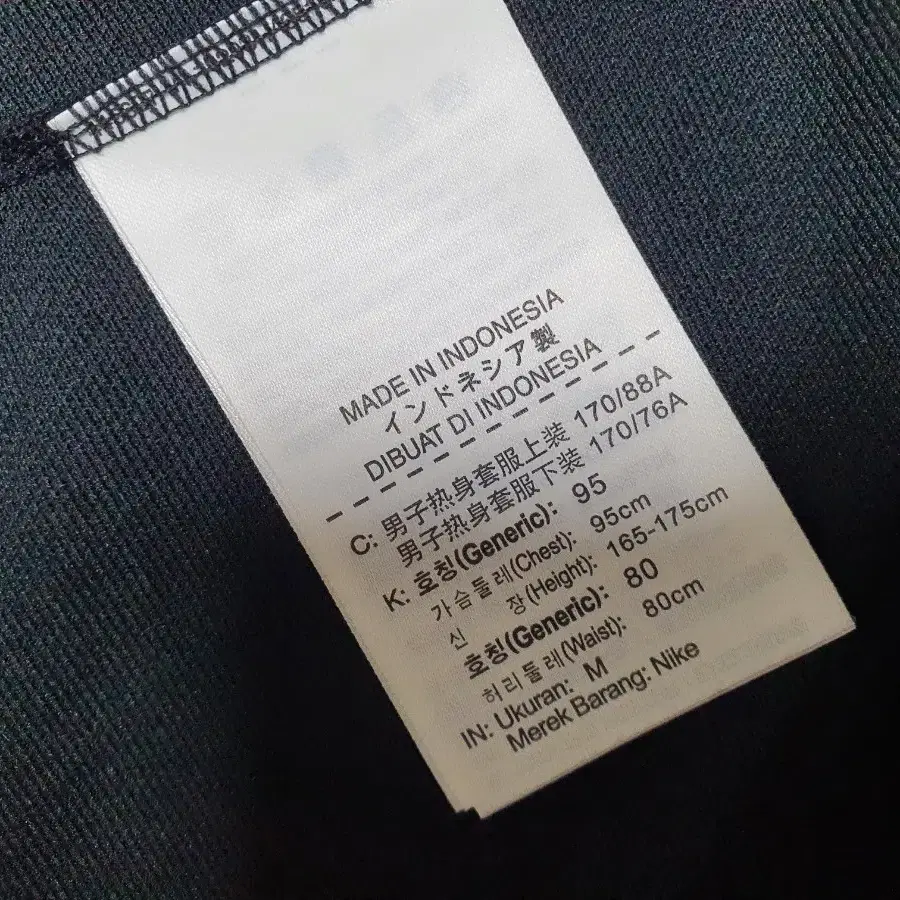 MADE IN INDONESIA
インドネシア製
DIBUAT DI INDONESIA
C: 男子热身套服上装 170/88A
男子热身套服下装 170/76A
K: 호칭(Generic): 95
가슴둘레(Chest): 95cm
신 장(Height): 165-175cm
호칭(Generic): 80
허리둘레(Waist): 80cm
IN: Ukuran: M
Merek Barang: Nike